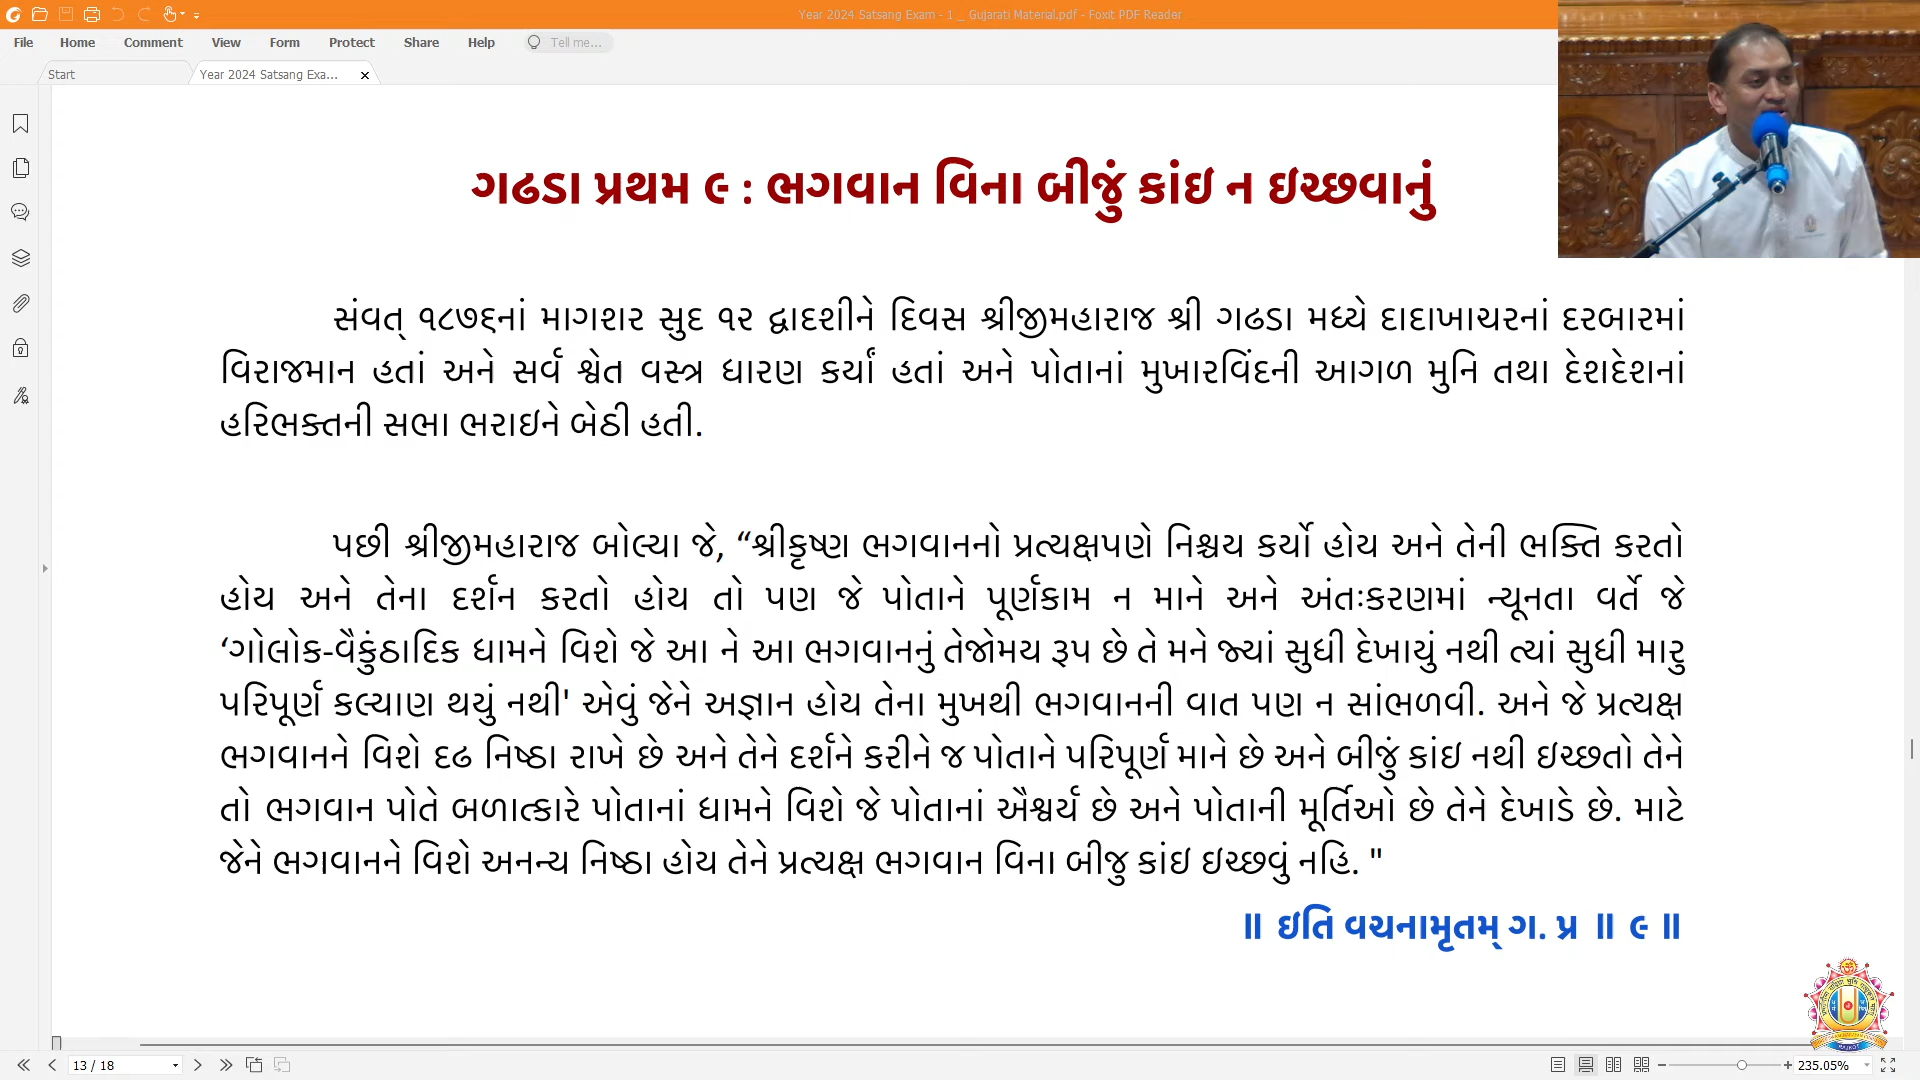 Year 2024 Satsang Exam - 1 _ Gujarati Material.pdf - Foxit PDF Reader
File Home Comment View Form Protect Share Help Tell me...
Start Year 2024 Satsang Exa...
ગઢડા પ્રથમ ૯ : ભગવાન વિના બીજું કાંઇ ન ઇચ્છવાનું
સંવત્ ૧૮૭૬નાં માગશર સુદ ૧૨ દ્વાદશીને દિવસ શ્રીજીમહારાજ શ્રી ગઢડા મધ્યે દાદાખાચરનાં દરબારમાં
વિરાજમાન હતાં અને સર્વ શ્વેત વસ્ત્ર ધારણ કર્યાં હતાં અને પોતાનાં મુખારવિંદની આગળ મુનિ તથા દેશદેશનાં
હરિભક્તની સભા ભરાઇને બેઠી હતી.
પછી શ્રીજીમહારાજ બોલ્યા જે, “શ્રીકૃષ્ણ ભગવાનનો પ્રત્યક્ષપણે નિશ્ચય કર્યો હોય અને તેની ભક્તિ કરતો
હોય અને તેના દર્શન કરતો હોય તો પણ જે પોતાને પૂર્ણકામ ન માને અને અંતઃકરણમાં ન્યૂનતા વર્તે જે
‘ગોલોક-વૈકુંઠાદિક ધામને વિશે જે આ ને આ ભગવાનનું તેજોમય રૂપ છે તે મને જ્યાં સુધી દેખાયું નથી ત્યાં સુધી મારુ
પરિપૂર્ણ કલ્યાણ થયું નથી' એવું જેને અજ્ઞાન હોય તેના મુખથી ભગવાનની વાત પણ ન સાંભળવી. અને જે પ્રત્યક્ષ
ભગવાનને વિશે દઢ નિષ્ઠા રાખે છે અને તેને દર્શને કરીને જ પોતાને પરિપૂર્ણ માને છે અને બીજું કાંઇ નથી ઇચ્છતો તેને
તો ભગવાન પોતે બળાત્કારે પોતાનાં ધામને વિશે જે પોતાનાં ઐશ્વર્ય છે અને પોતાની મૂર્તિઓ છે તેને દેખાડે છે. માટે
જેને ભગવાનને વિશે અનન્ય નિષ્ઠા હોય તેને પ્રત્યક્ષ ભગવાન વિના બીજુ કાંઇ ઇચ્છવું નહિ. "
॥ ઇતિ વચનામૃતમ્ ગ. પ્ર ॥ ૯ ॥
13 / 18 235.05%